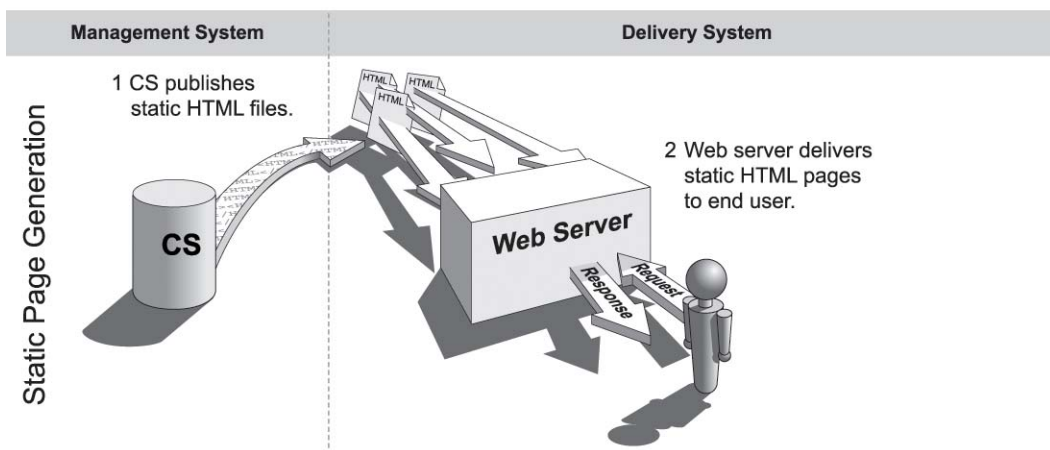 Management System
Delivery System
Static Page Generation
1 CS publishes
static HTML files.
HTML
HTML
HTML
2 Web server delivers
static HTML pages
to end user.
CS
Web Server
Response
Request